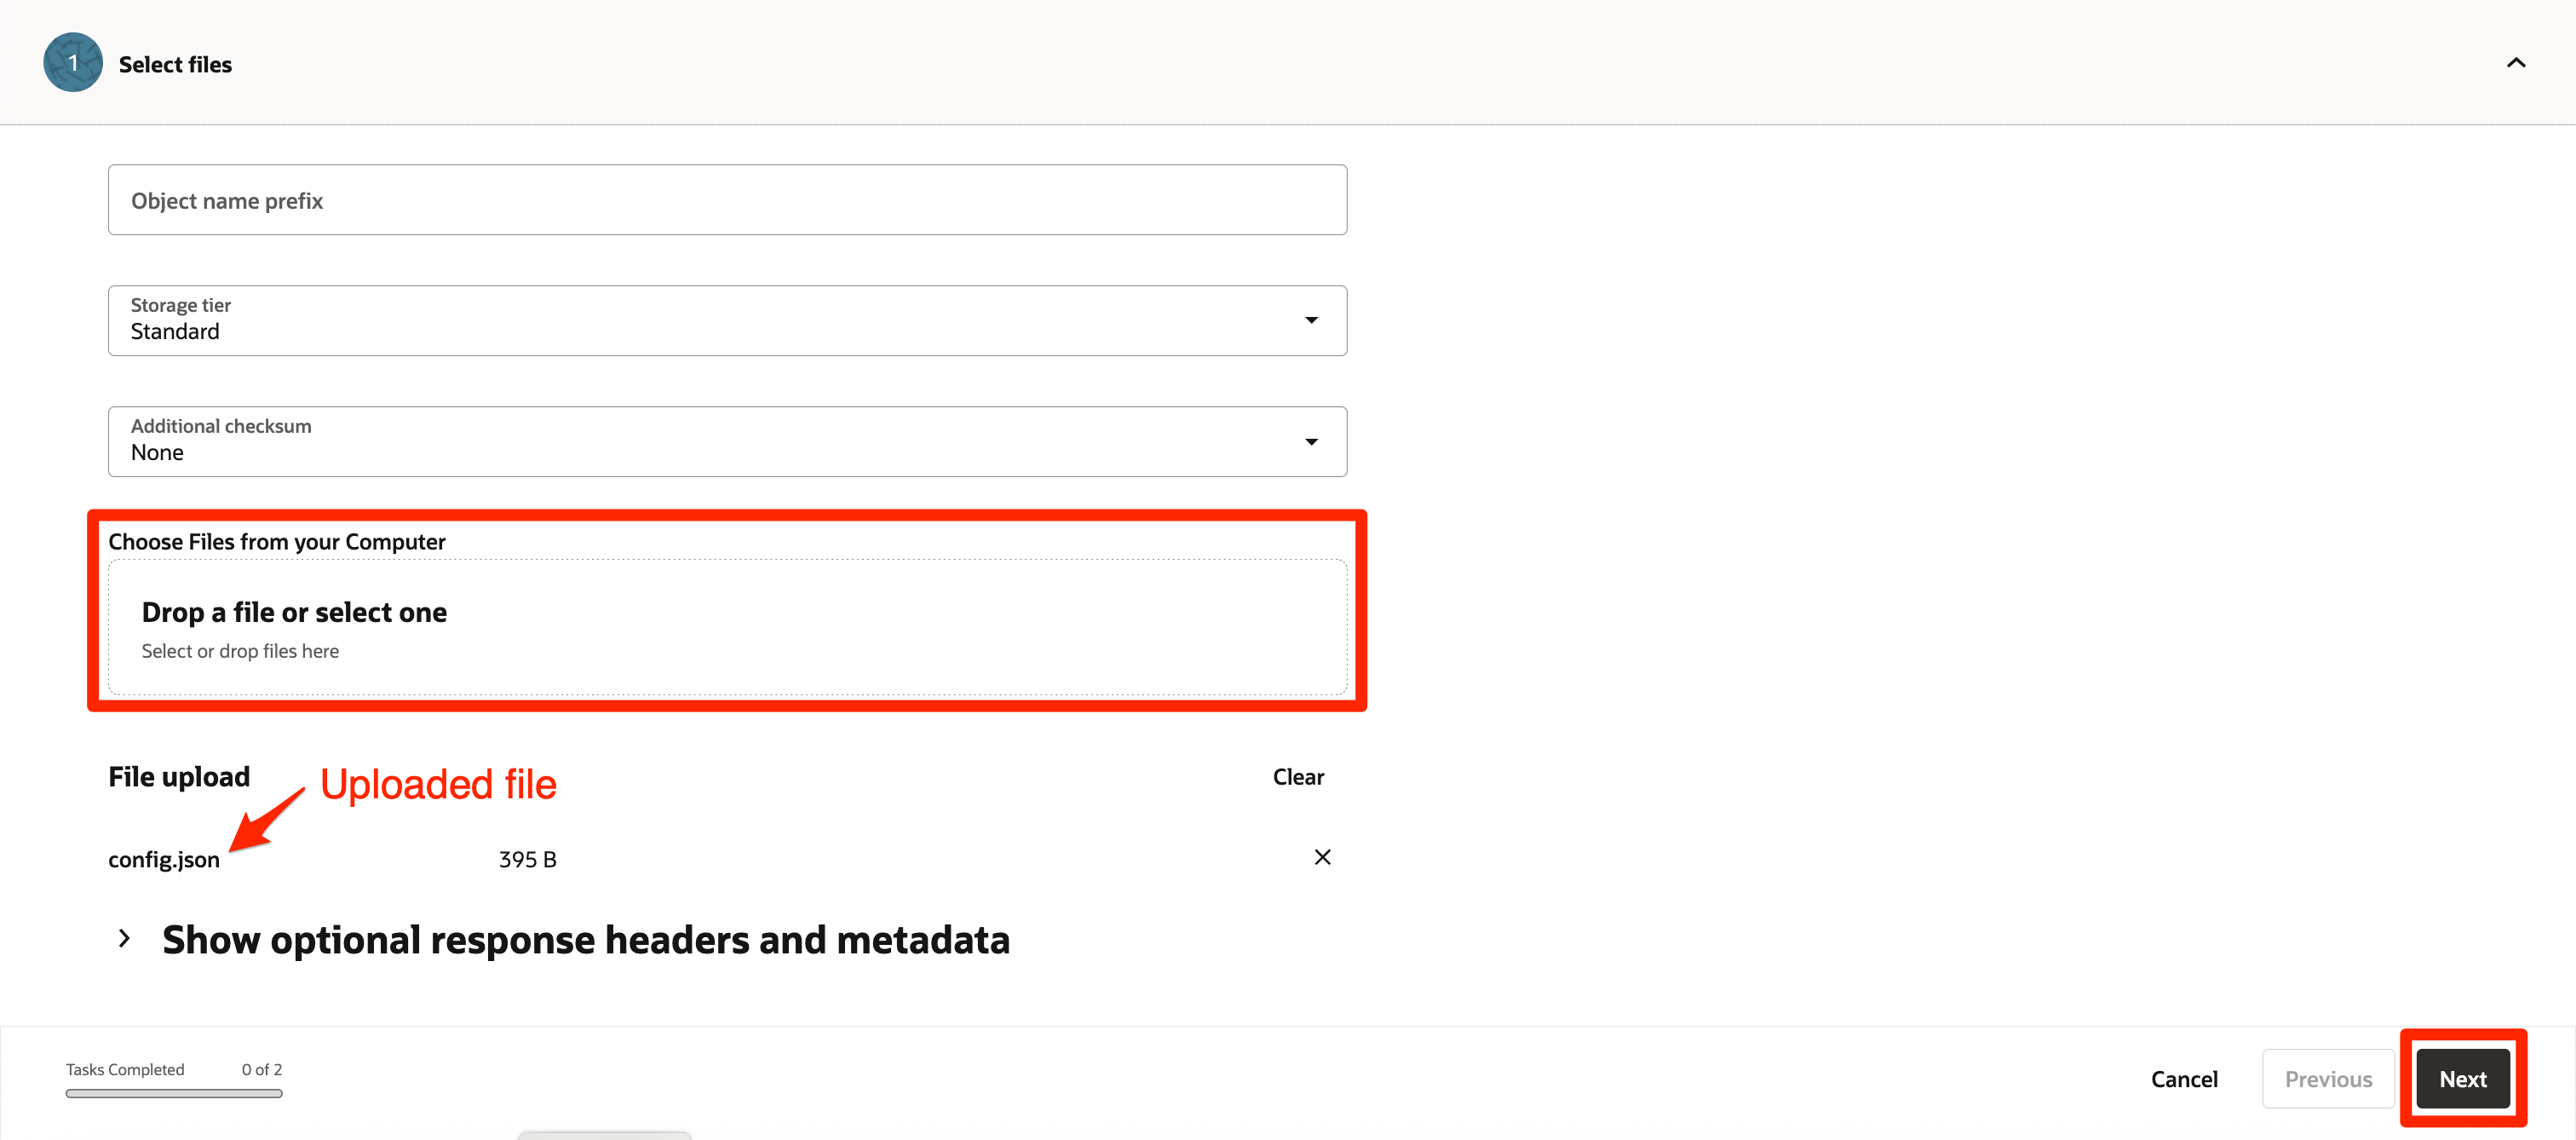 1
Select files
Object name prefix
Storage tier
Standard
Additional checksum
None
Choose Files from your Computer
Drop a file or select one
Select or drop files here
File upload
Uploaded file
Clear
config.json
395 B
Show optional response headers and metadata
Tasks Completed
0 of 2
Cancel
Previous
Next